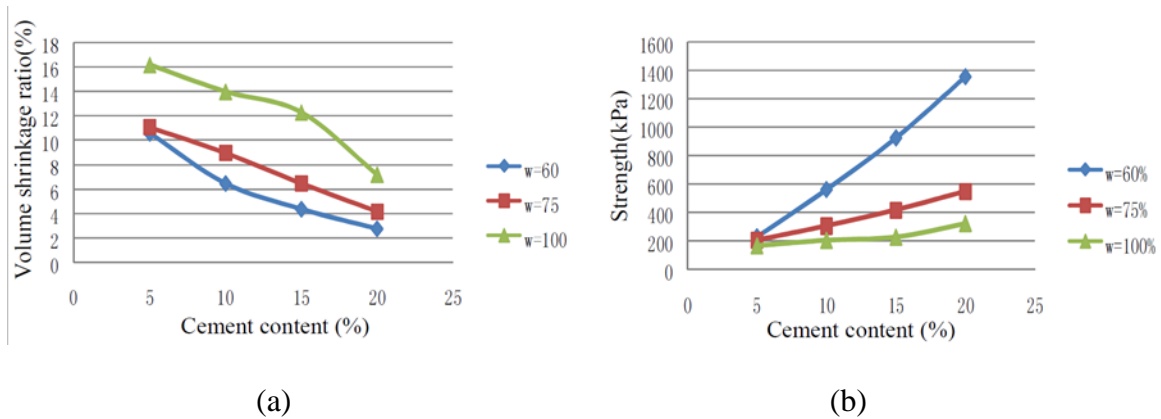 Volume shrinkage ratio(%)
18
16
14
12
10
8
6
4
2
0
0 5 10 15 20 25
Cement content (%)
w=60
w=75
w=100
(a)
Strength(kPa)
1600
1400
1200
1000
800
600
400
200
0
0 5 10 15 20 25
Cement content (%)
w=60%
w=75%
w=100%
(b)